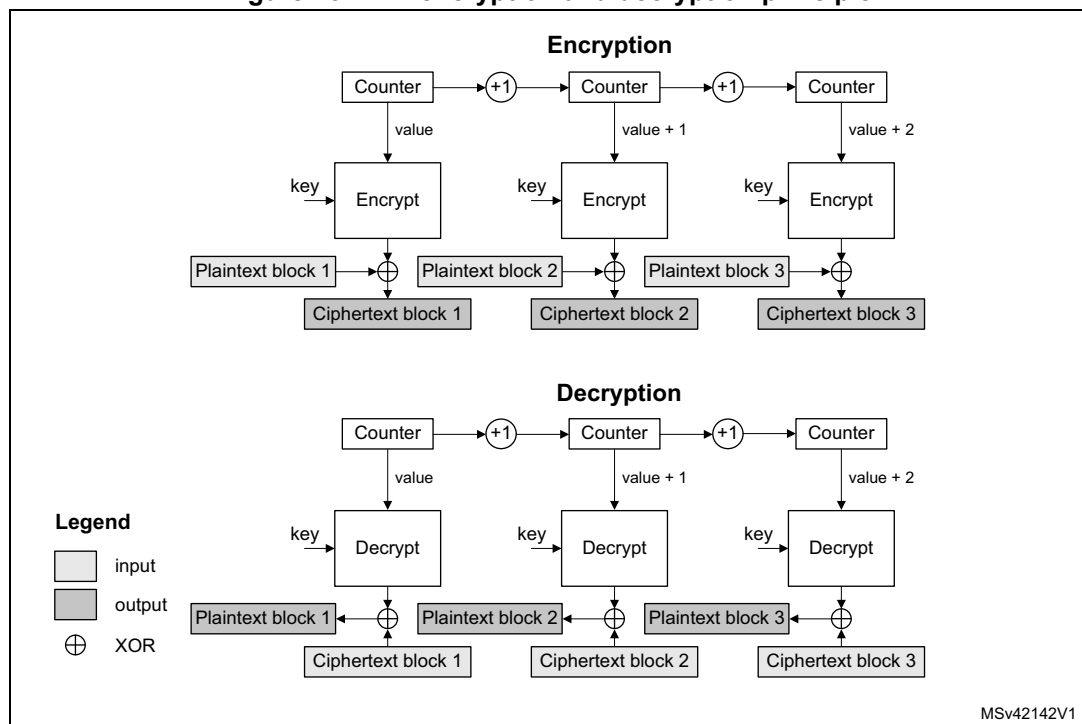 Encryption
Counter +1 Counter +1 Counter
value value + 1 value + 2
key Encrypt key Encrypt key Encrypt
Plaintext block 1 Plaintext block 2 Plaintext block 3
Ciphertext block 1 Ciphertext block 2 Ciphertext block 3
Decryption
Counter +1 Counter +1 Counter
value value + 1 value + 2
key Decrypt key Decrypt key Decrypt
Legend
input
output
XOR
Plaintext block 1 Plaintext block 2 Plaintext block 3
Ciphertext block 1 Ciphertext block 2 Ciphertext block 3
MSv42142V1